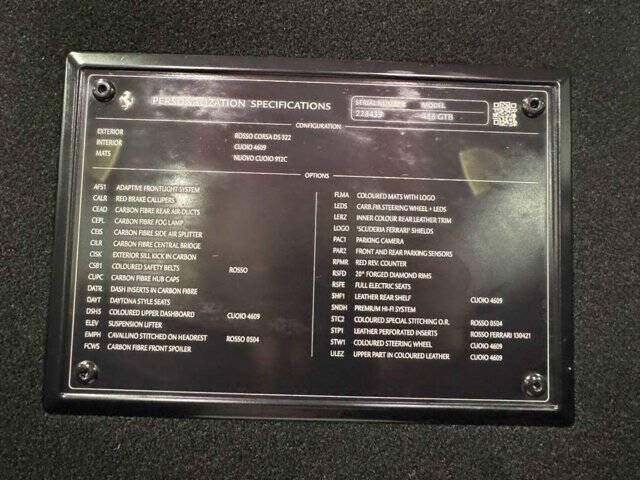 PERSONALIZATION SPECIFICATIONS
SERIAL NUMBER MODEL
228439 488 GTB
CONFIGURATION
EXTERIOR ROSSO CORSA DS 322
INTERIOR CUOIO 4609
MATS NUOVO CUOIO 912C
OPTIONS
AFS1 ADAPTIVE FRONTLIGHT SYSTEM
CALR RED BRAKE CALLIPERS
CEAD CARBON FIBRE REAR AIR-DUCTS
CEFL CARBON FIBRE FOG LAMP
CEIS CARBON FIBRE SIDE AIR SPLITTER
CILR CARBON FIBRE CENTRAL BRIDGE
CISK EXTERIOR SILL KICK IN CARBON
CSB1 COLOURED SAFETY BELTS ROSSO
CUPC CARBON FIBRE HUB CAPS
DATR DASH INSERTS IN CARBON FIBRE
DAYT DAYTONA STYLE SEATS
DSH5 COLOURED UPPER DASHBOARD CUOIO 4609
ELEV SUSPENSION LIFTER
EMPH CAVALLINO STITCHED ON HEADREST ROSSO 0504
FCWS CARBON FIBRE FRONT SPOILER
FLMA COLOURED MATS WITH LOGO
LEDS CARB.FIB.STEERING WHEEL + LEDS
LERZ INNER COLOUR REAR LEATHER TRIM
LOGO 'SCUDERIA FERRARI' SHIELDS
PAC1 PARKING CAMERA
PAR2 FRONT AND REAR PARKING SENSORS
RPMR RED REV. COUNTER
RSFD 20" FORGED DIAMOND RIMS
RSFE FULL ELECTRIC SEATS
SHF1 LEATHER REAR SHELF CUOIO 4609
SNDH PREMIUM HI-FI SYSTEM
STC2 COLOURED SPECIAL STITCHING O.R. ROSSO 0504
STP1 LEATHER PERFORATED INSERTS ROSSO FERRARI 130421
STW1 COLOURED STEERING WHEEL CUOIO 4609
ULEZ UPPER PART IN COLOURED LEATHER CUOIO 4609